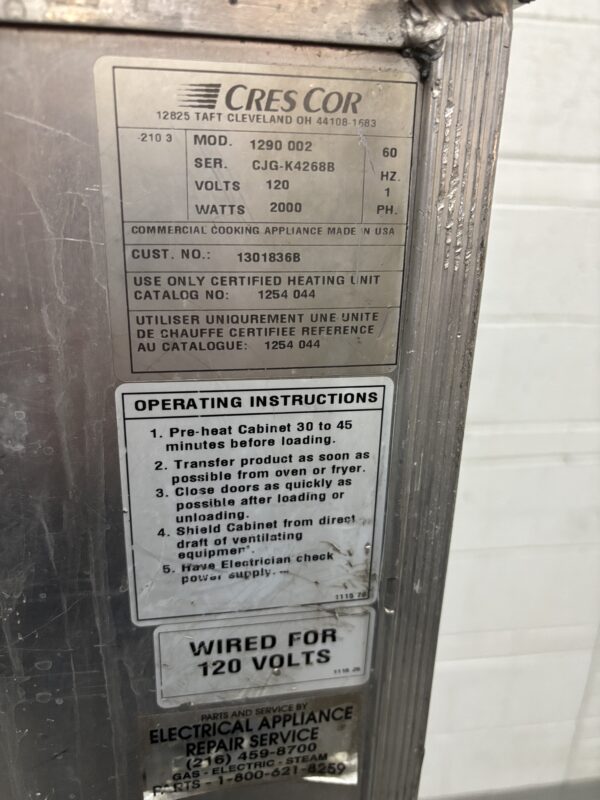 CRES COR
12825 TAFT CLEVELAND OH 44108-1683
210 3
MOD. 1290 002
SER. CJG-K4268B
VOLTS 120
WATTS 2000
60
HZ.
1
PH.
COMMERCIAL COOKING APPLIANCE MADE IN USA
CUST. NO.: 1301836B
USE ONLY CERTIFIED HEATING UNIT
CATALOG NO: 1254 044
UTILISER UNIQUREMENT UNE UNITE
DE CHAUFFE CERTIFIEE REFERENCE
AU CATALOGUE: 1254 044
OPERATING INSTRUCTIONS
1. Pre-heat Cabinet 30 to 45
minutes before loading.
2. Transfer product as soon as
possible from oven or fryer.
3. Close doors as quickly as
possible after loading or
unloading.
4. Shield Cabinet from direct
draft of ventilating
equipment.
5. Have Electrician check
power supply.
WIRED FOR
120 VOLTS
PARTS AND SERVICE BY
ELECTRICAL APPLIANCE
REPAIR SERVICE
(216) 459-8700
GAS - ELECTRIC - STEAM
PARTS - 1-800-621-8259